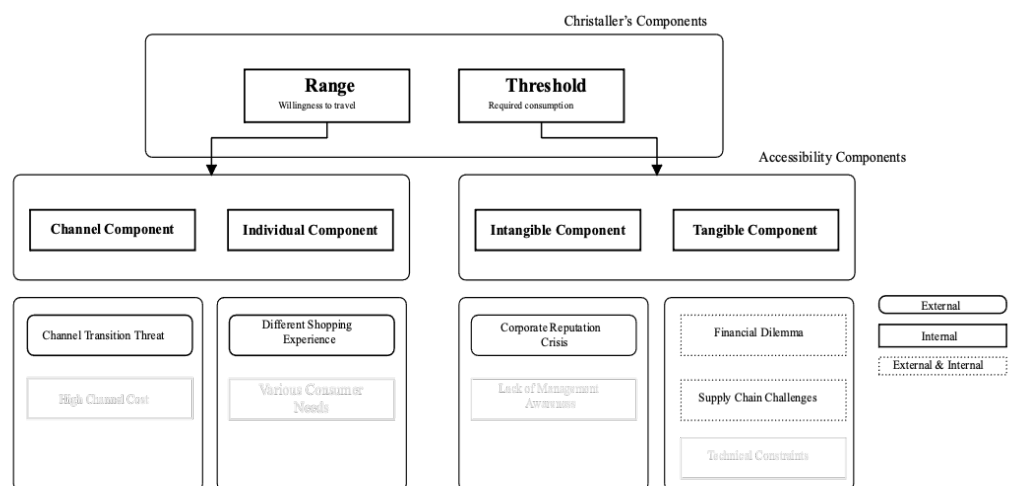 Christaller's Components
Range
Willingness to travel
Threshold
Required consumption
Accessibility Components
Channel Component
Individual Component
Intangible Component
Tangible Component
Channel Transition Threat
High Channel Cost
Different Shopping
Experience
Various Consumer
Needs
Corporate Reputation
Crisis
Lack of Management
Awareness
Financial Dilemma
Supply Chain Challenges
Technical Constraints
External
Internal
External & Internal